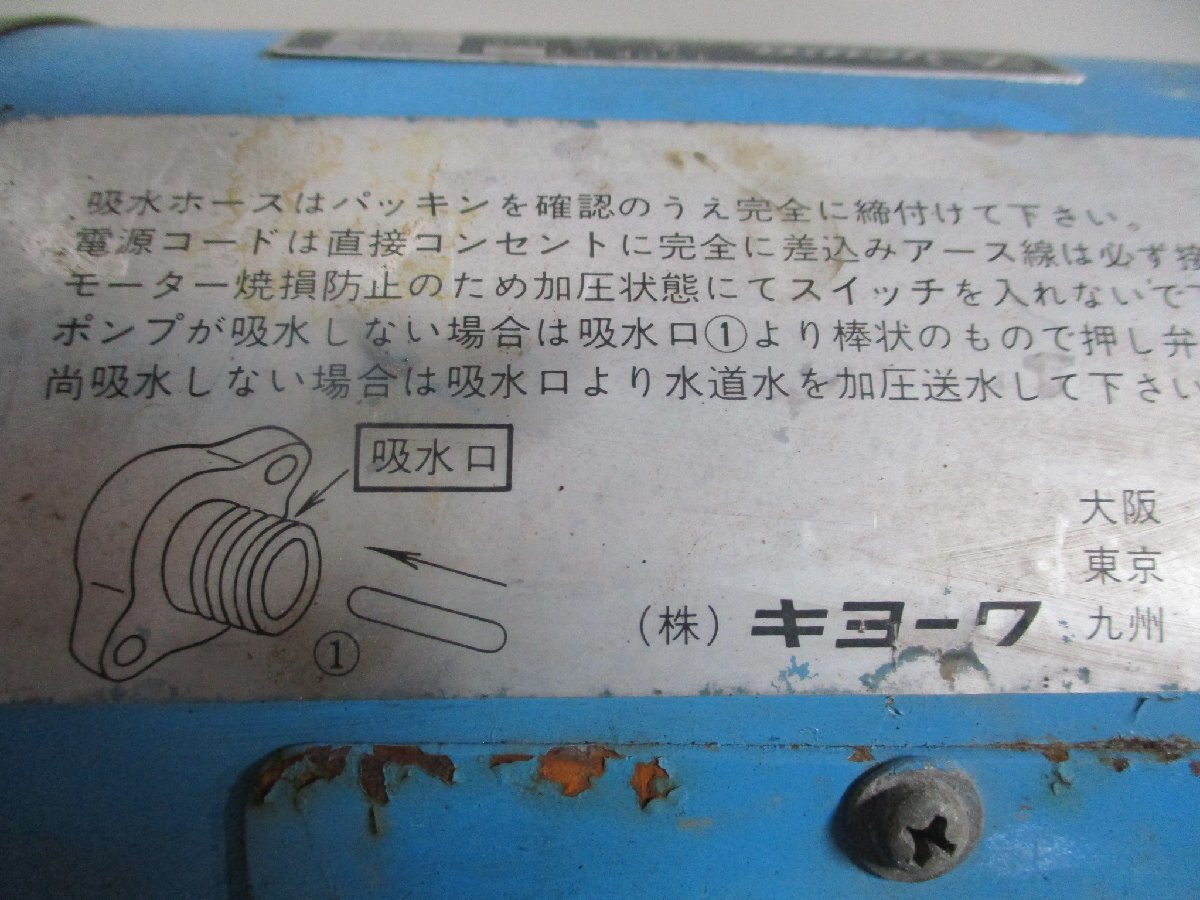 吸水ホースはパッキンを確認のうえ完全に締付けて下さい。
電源コードは直接コンセントに完全に差込みアース線は必ず
モーター焼損防止のため加圧状態にてスイッチを入れないで
ポンプが吸水しない場合は吸水口①より棒状のもので押し弁
尚吸水しない場合は吸水口より水道水を加圧送水して下さい
吸水口
①
(株) キヨーワ
大阪
東京
九州